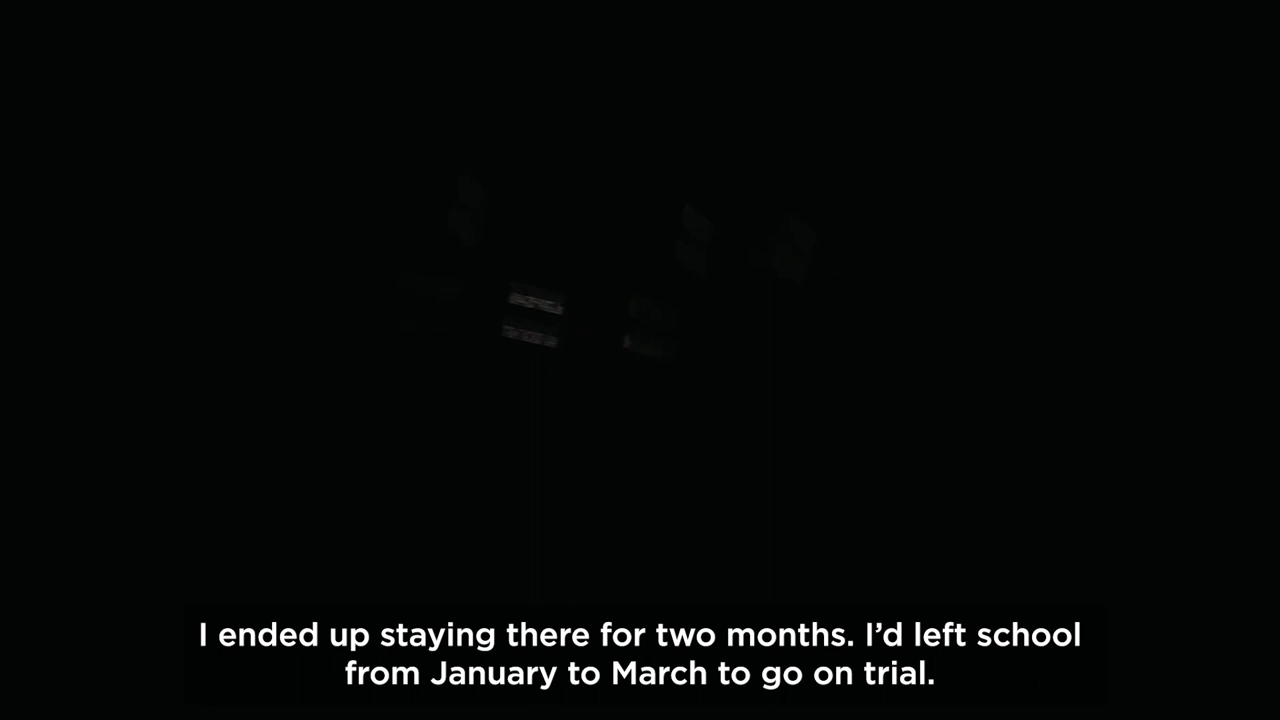 I ended up staying there for two months. I’d left school
from January to March to go on trial.